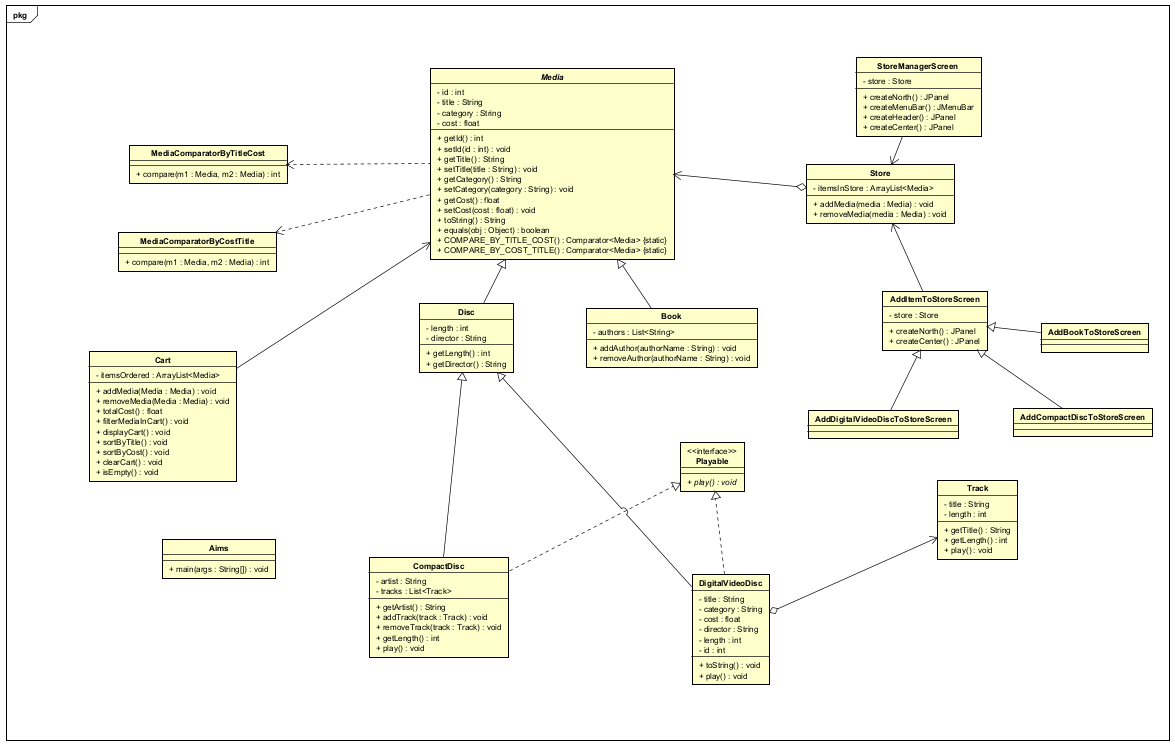 pkg
Media
- id : int
- title : String
- category : String
- cost : float
+ getId() : int
+ setId(id : int) : void
+ getTitle() : String
+ setTitle(title : String) : void
+ getCategory() : String
+ setCategory(category : String) : void
+ getCost() : float
+ setCost(cost : float) : void
+ toString() : String
+ equals(obj : Object) : boolean
+ COMPARE_BY_TITLE_COST() : Comparator<Media> {static}
+ COMPARE_BY_COST_TITLE() : Comparator<Media> {static}
StoreManagerScreen
- store : Store
+ createNorth() : JPanel
+ createMenuBar() : JMenuBar
+ createHeader() : JPanel
+ createCenter() : JPanel
MediaComparatorByTitleCost
+ compare(m1 : Media, m2 : Media) : int
Store
- itemsInStore : ArrayList<Media>
+ addMedia(media : Media) : void
+ removeMedia(media : Media) : void
MediaComparatorByCostTitle
+ compare(m1 : Media, m2 : Media) : int
Disc
- length : int
- director : String
+ getLength() : int
+ getDirector() : String
Book
- authors : List<String>
+ addAuthor(authorName : String) : void
+ removeAuthor(authorName : String) : void
AddItemToStoreScreen
- store : Store
+ createNorth() : JPanel
+ createCenter() : JPanel
AddBookToStoreScreen
Cart
- itemsOrdered : ArrayList<Media>
+ addMedia(Media : Media) : void
+ removeMedia(Media : Media) : void
+ totalCost() : float
+ filterMediaInCart() : void
+ displayCart() : void
+ sortByTitle() : void
+ sortByCost() : void
+ clearCart() : void
+ isEmpty() : void
AddDigitalVideoDiscToStoreScreen
AddCompactDiscToStoreScreen
<<interface>>
Playable
+ play() : void
Track
- title : String
- length : int
+ getTitle() : String
+ getLength() : int
+ play() : void
Aims
+ main(args : String[]) : void
CompactDisc
- artist : String
- tracks : List<Track>
+ getArtist() : String
+ addTrack(track : Track) : void
+ removeTrack(track : Track) : void
+ getLength() : int
+ play() : void
DigitalVideoDisc
- title : String
- category : String
- cost : float
- director : String
- length : int
- id : int
+ toString() : void
+ play() : void